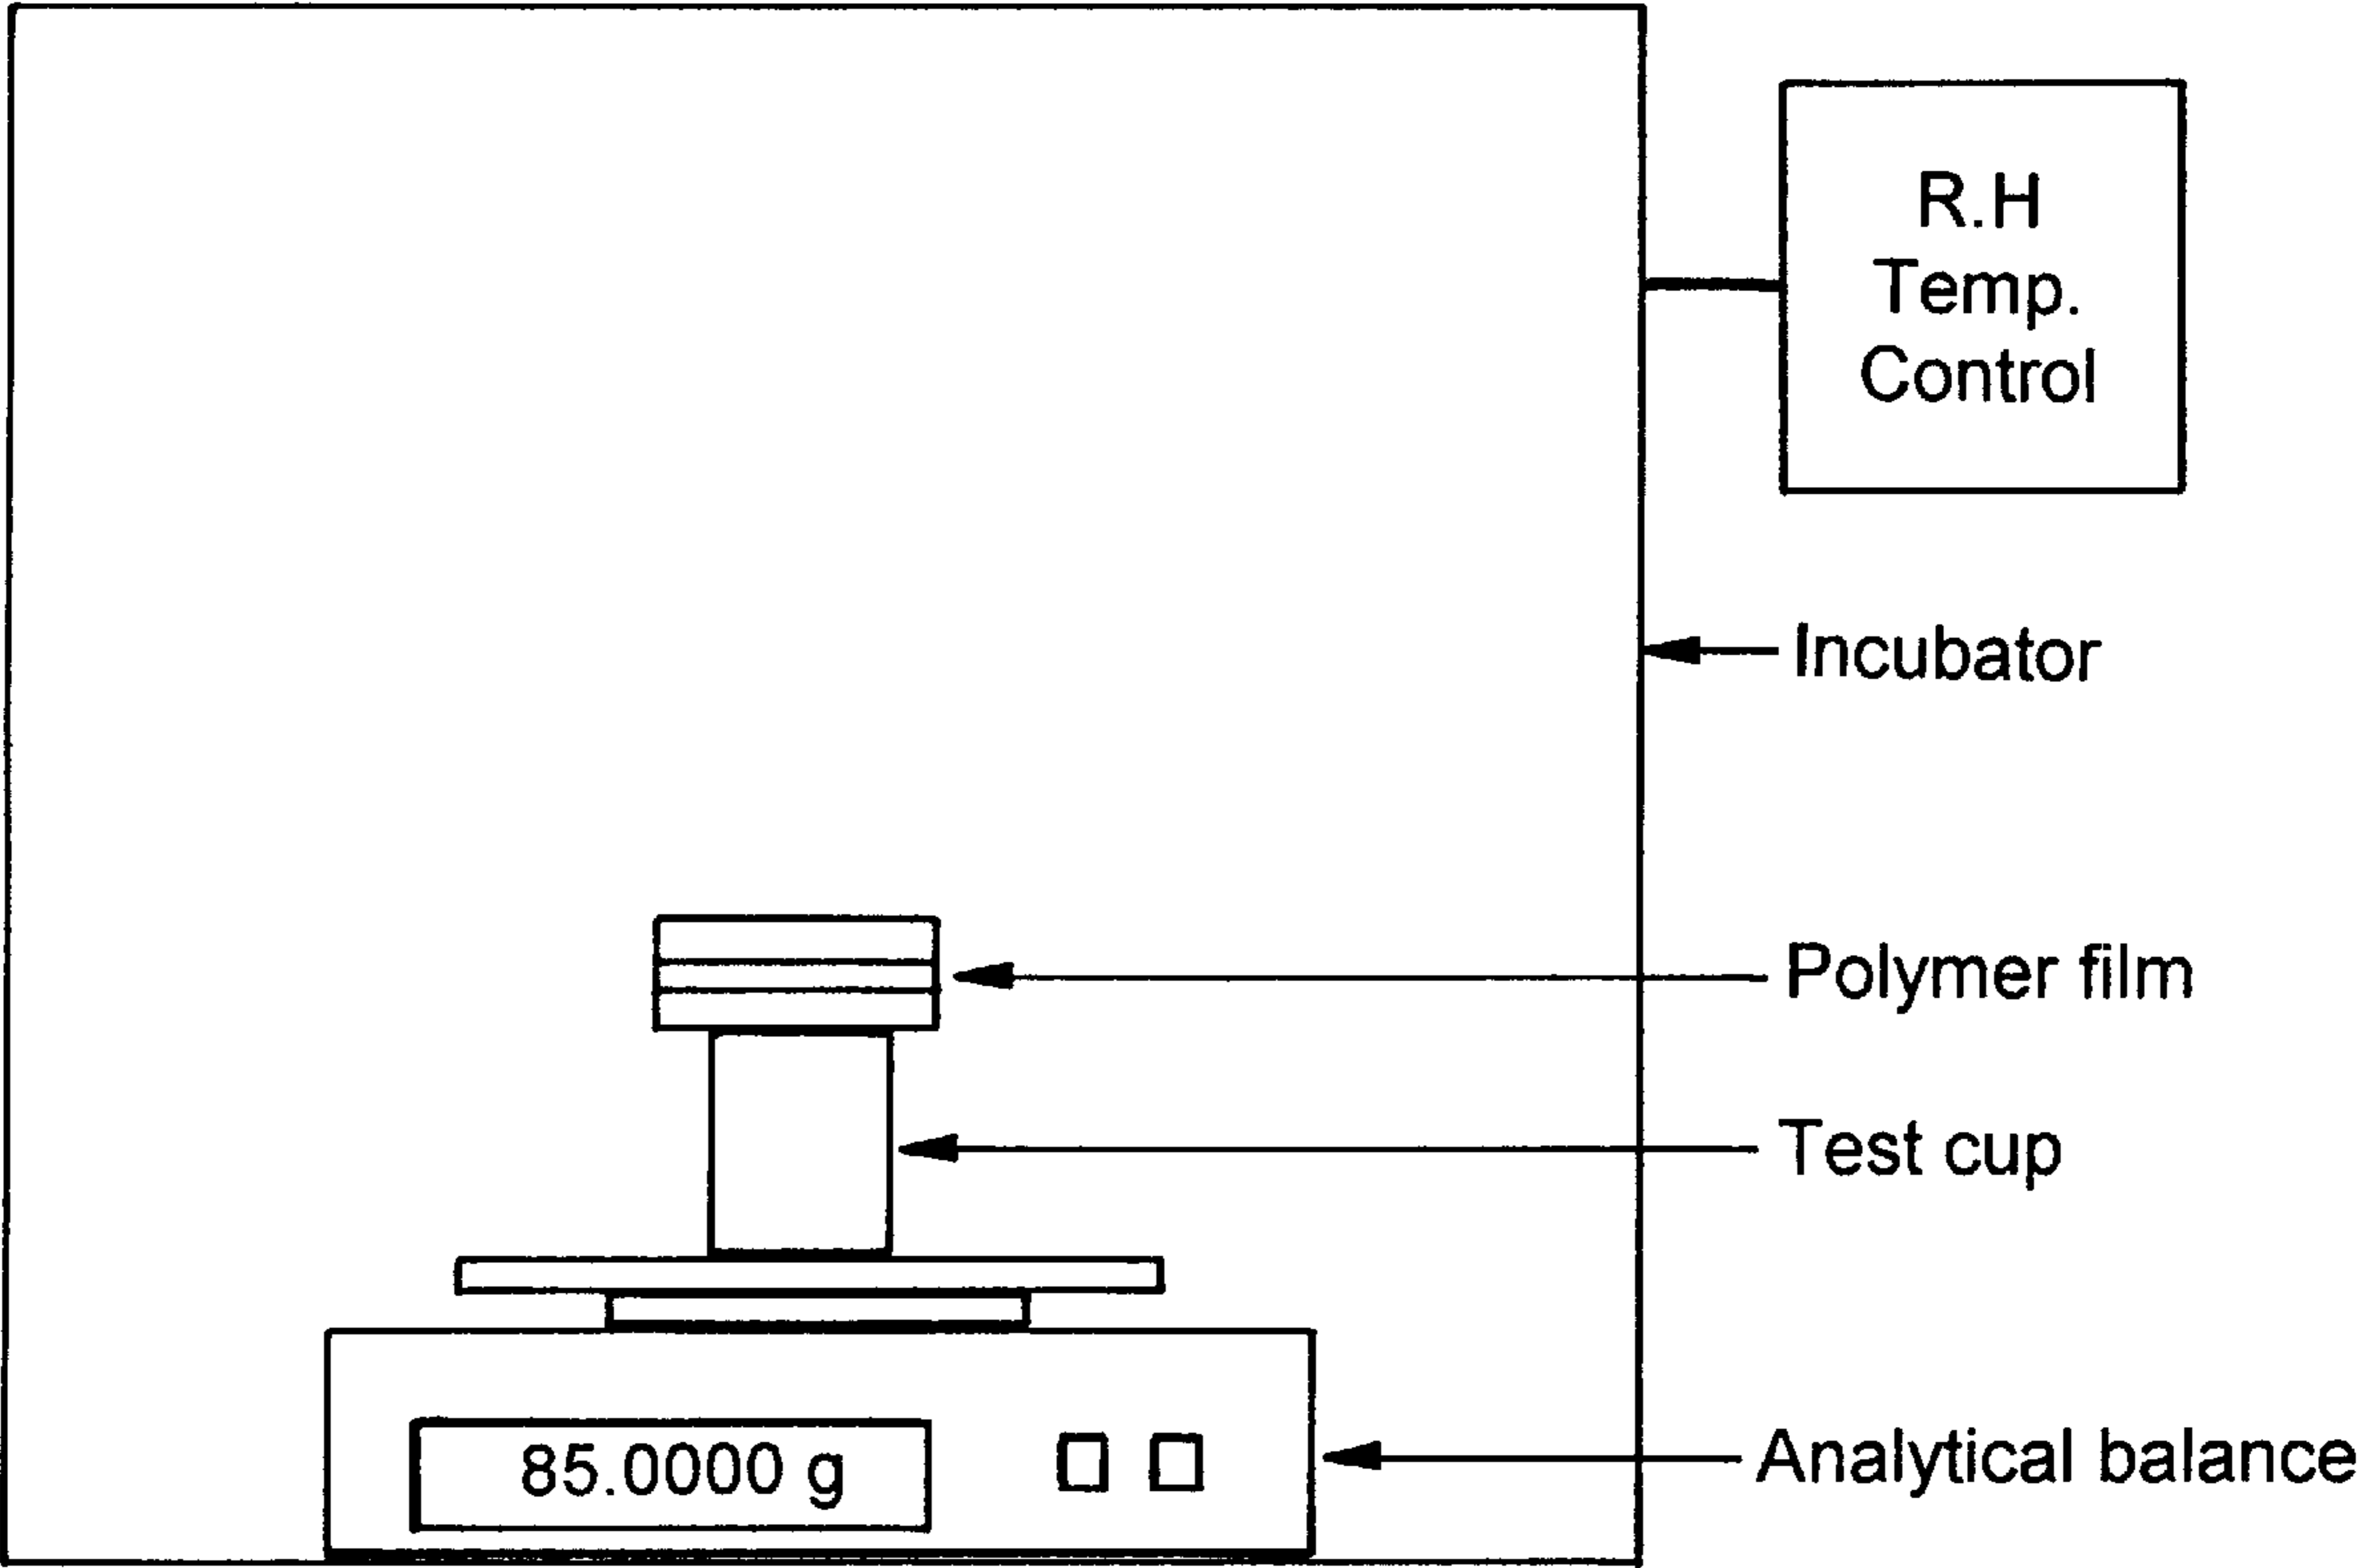 R.H
Temp.
Control
Incubator
Polymer film
Test cup
Analytical balance
85.0000 g